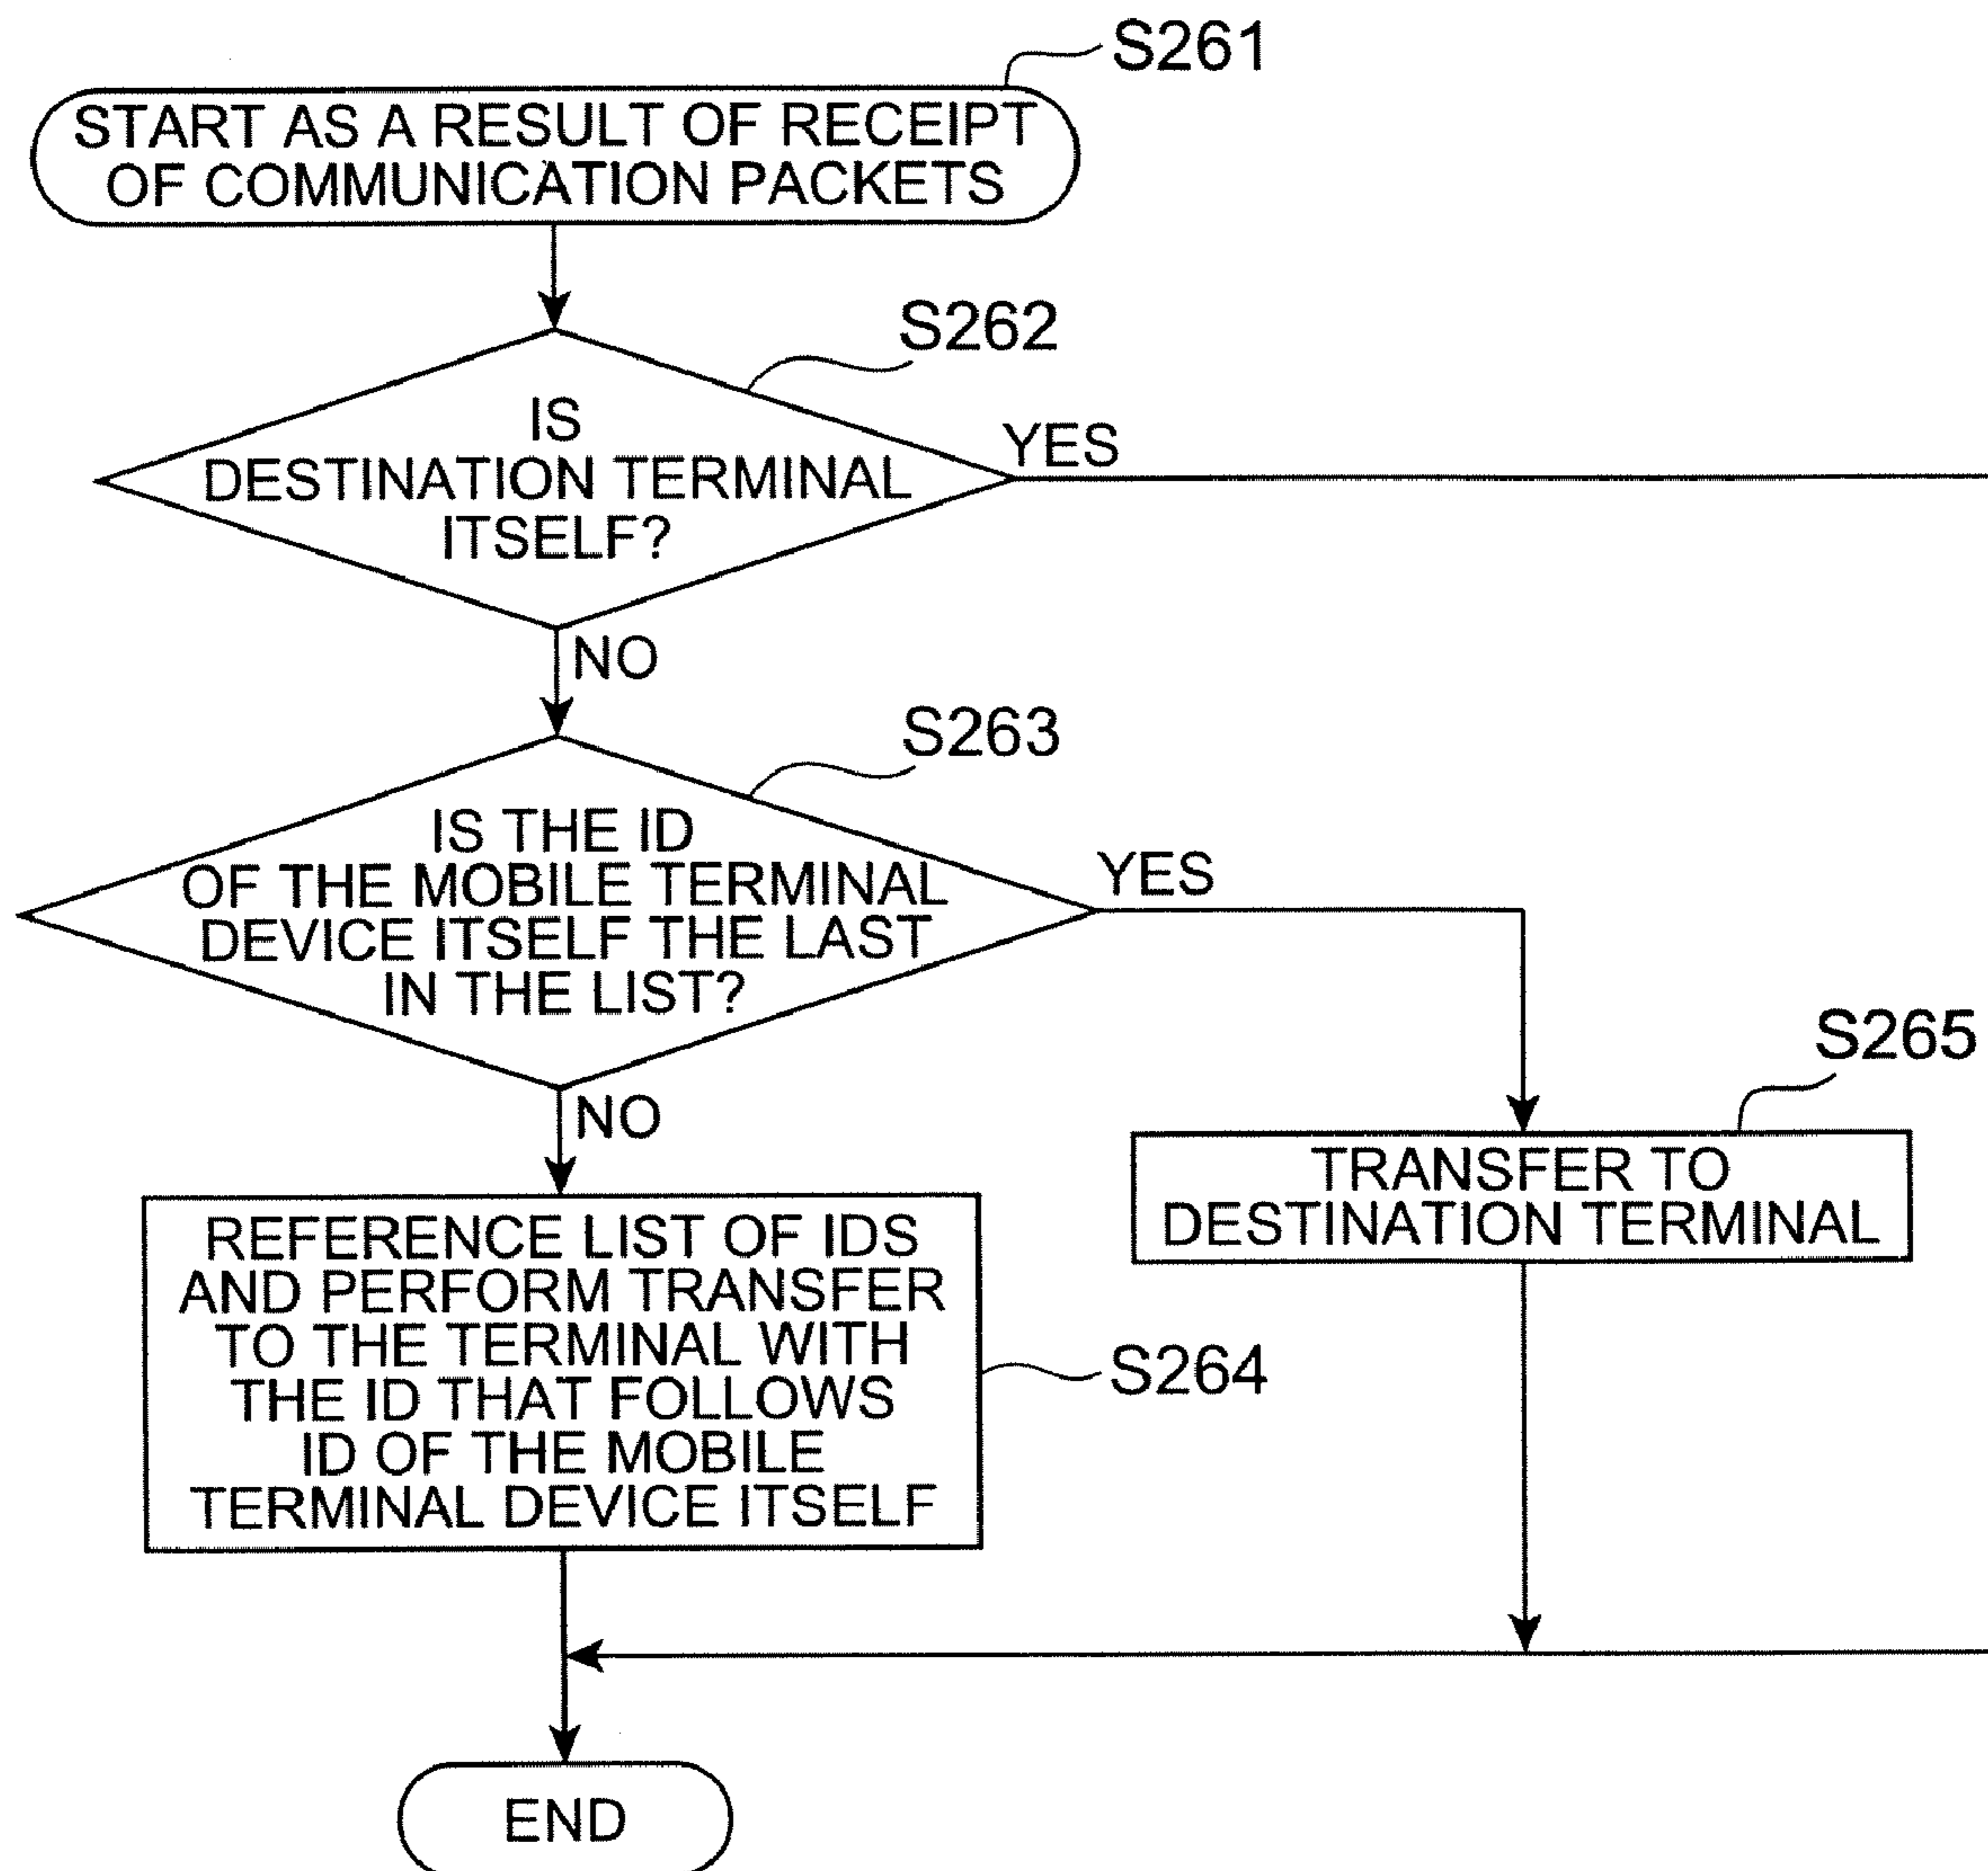 S261
START AS A RESULT OF RECEIPT
OF COMMUNICATION PACKETS
S262
IS
DESTINATION TERMINAL
ITSELF?
YES
NO
S263
IS THE ID
OF THE MOBILE TERMINAL
DEVICE ITSELF THE LAST
IN THE LIST?
YES
NO
S265
TRANSFER TO
DESTINATION TERMINAL
REFERENCE LIST OF IDS
AND PERFORM TRANSFER
TO THE TERMINAL WITH
THE ID THAT FOLLOWS
ID OF THE MOBILE
TERMINAL DEVICE ITSELF
S264
END